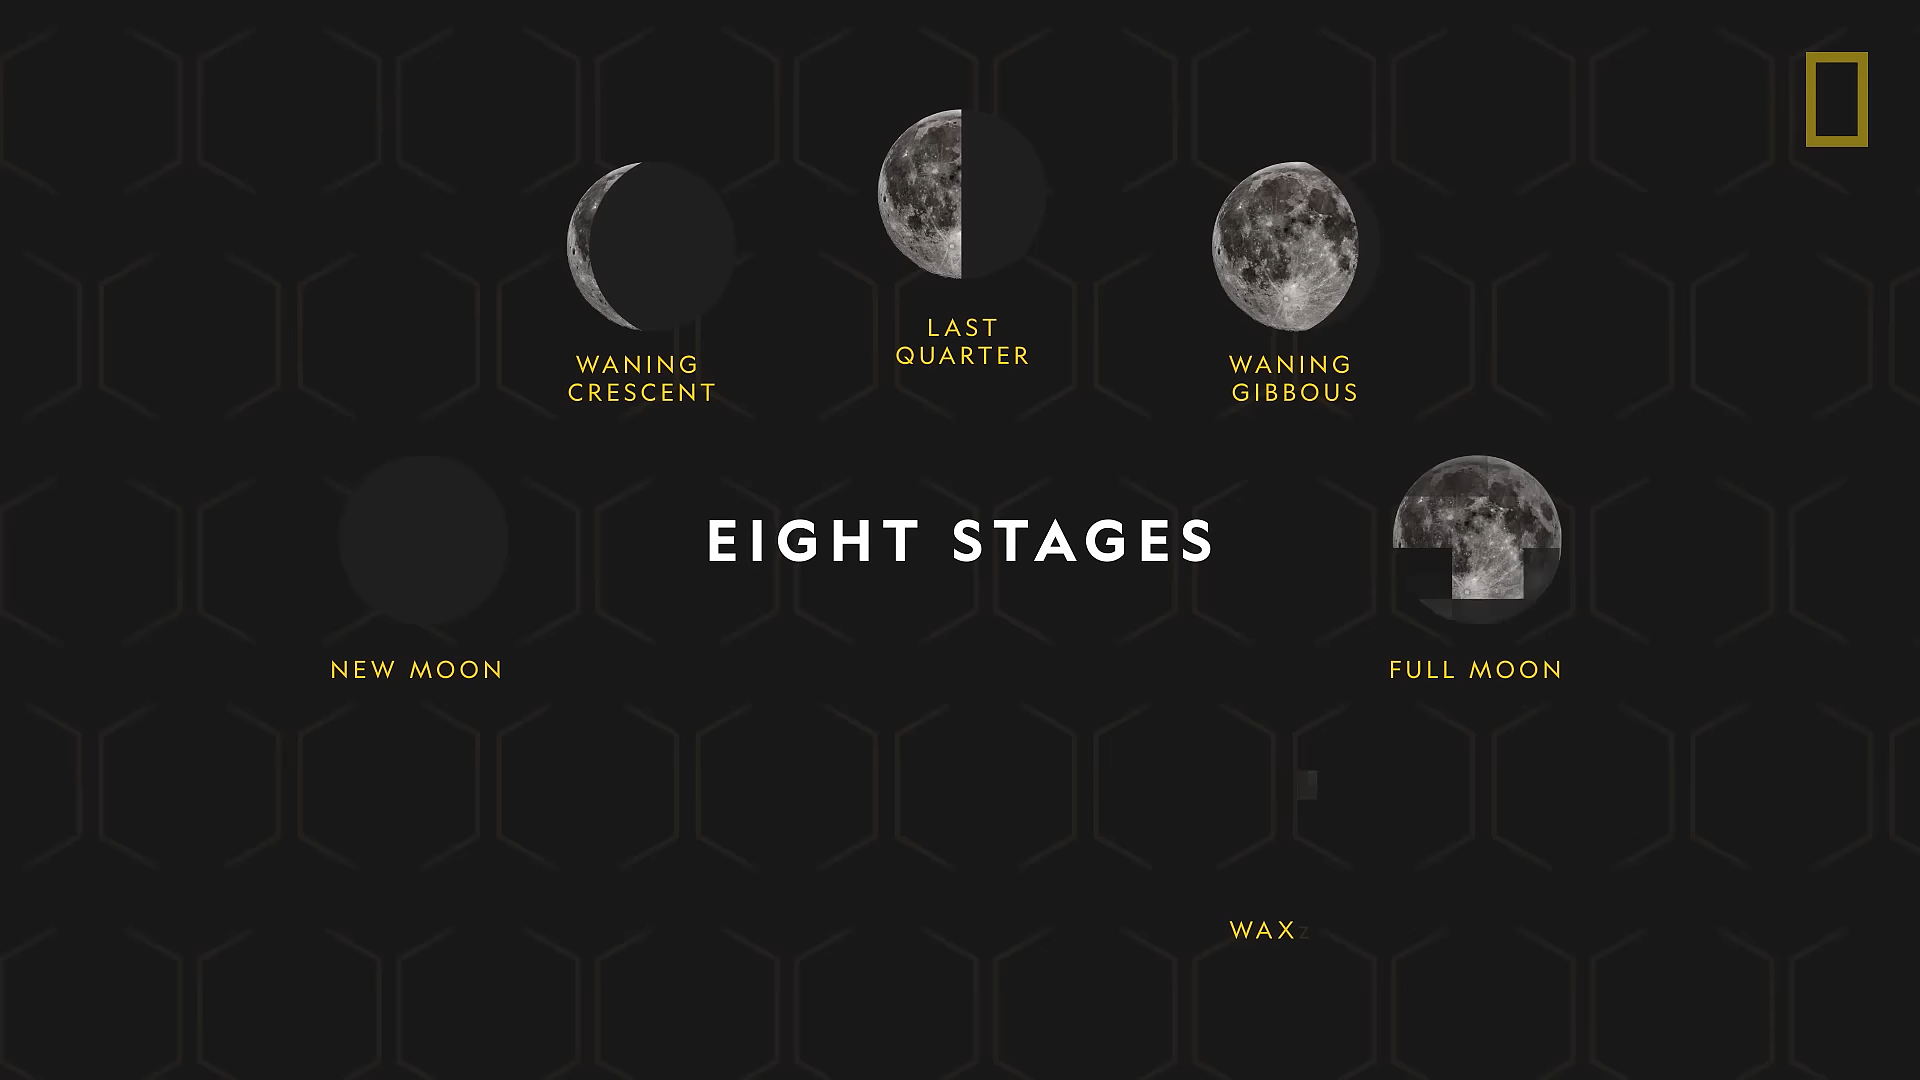 LAST
QUARTER
WANING
CRESCENT
WANING
GIBBOUS
EIGHT STAGES
NEW MOON
FULL MOON
WAX